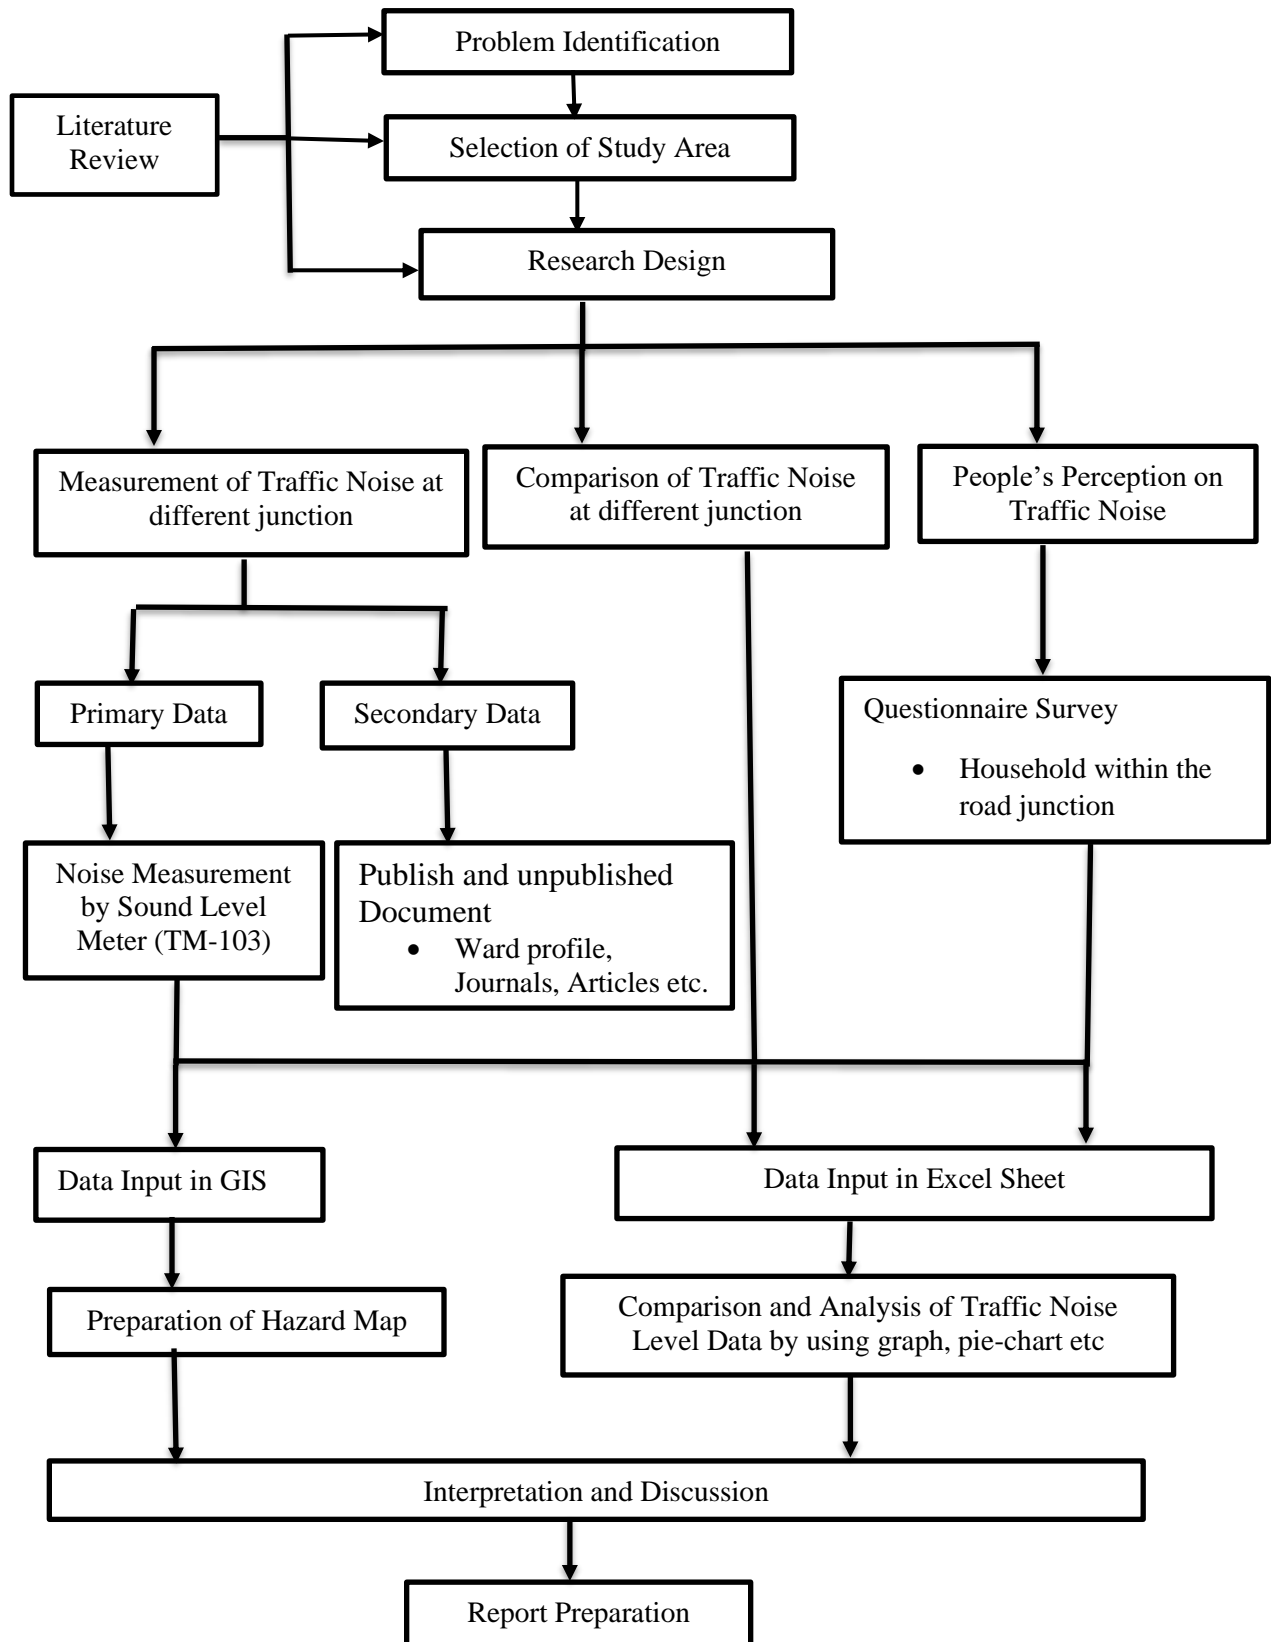 Problem Identification
Literature
Review
Selection of Study Area
Research Design
Measurement of Traffic Noise at
different junction
Comparison of Traffic Noise
at different junction
People’s Perception on
Traffic Noise
Primary Data
Secondary Data
Questionnaire Survey
• Household within the
road junction
Noise Measurement
by Sound Level
Meter (TM-103)
Publish and unpublished
Document
• Ward profile,
Journals, Articles etc.
Data Input in GIS
Data Input in Excel Sheet
Preparation of Hazard Map
Comparison and Analysis of Traffic Noise
Level Data by using graph, pie-chart etc
Interpretation and Discussion
Report Preparation